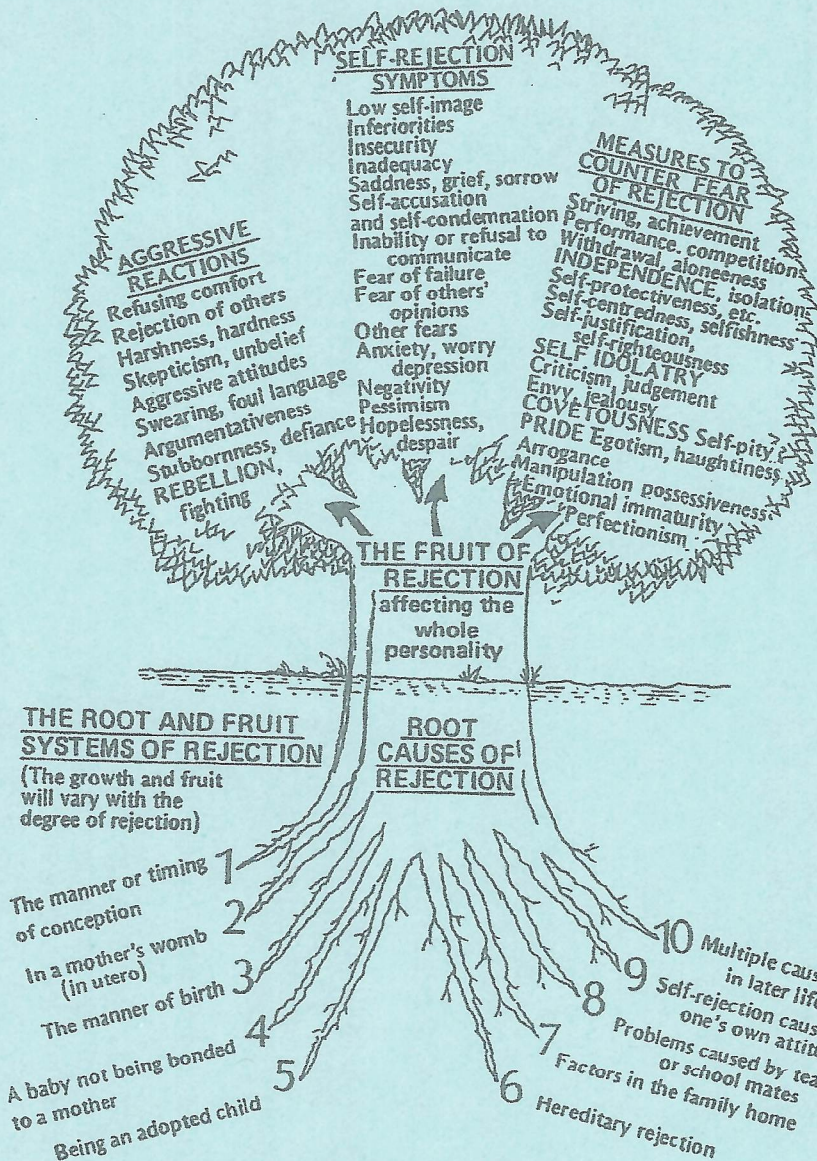 SELF-REJECTION
SYMPTOMS
Low self-image
Inferiorities
Insecurity
Inadequacy
Saddness, grief, sorrow
Self-accusation
and self-condemnation
Inability or refusal to
communicate
Fear of failure
Fear of others'
opinions
Other fears
Anxiety, worry
depression
Negativity
Pessimism
Hopelessness,
despair
AGGRESSIVE
REACTIONS
Refusing comfort
Rejection of others
Harshness, hardness
Skepticism, unbelief
Aggressive attitudes
Swearing, foul language
Argumentativeness
Stubbornness, defiance
REBELLION,
fighting
MEASURES TO
COUNTER FEAR
OF REJECTION
Striving, achievement
Performance, competition
Withdrawal, aloneeness
INDEPENDENCE, isolation
Self-protectiveness, etc.
Self-centredness, selfishness
Self-justification,
self-righteousness
SELF IDOLATRY
Criticism, judgement
Envy, jealousy
COVETOUSNESS Self-pity
PRIDE Egotism, haughtiness
Arrogance
Manipulation possessiveness
Emotional immaturity
Perfectionism
THE FRUIT OF
REJECTION
affecting the
whole
personality
THE ROOT AND FRUIT
SYSTEMS OF REJECTION
(The growth and fruit
will vary with the
degree of rejection)
ROOT
CAUSES OF
REJECTION
1
The manner or timing
of conception
2
In a mother's womb
(in utero)
3
The manner of birth
4
A baby not being bonded
to a mother
5
Being an adopted child
6
Hereditary rejection
7
Factors in the family home
8
Problems caused by
or school mates
9
Self-rejection
one's own
10
Multiple
in later